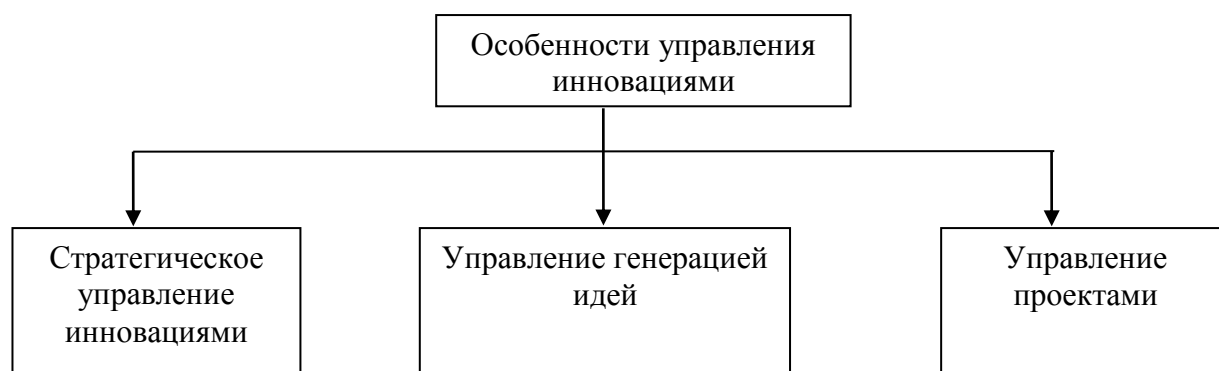 Особенности управления
инновациями
Стратегическое
управление
инновациями
Управление генерацией
идей
Управление
проектами